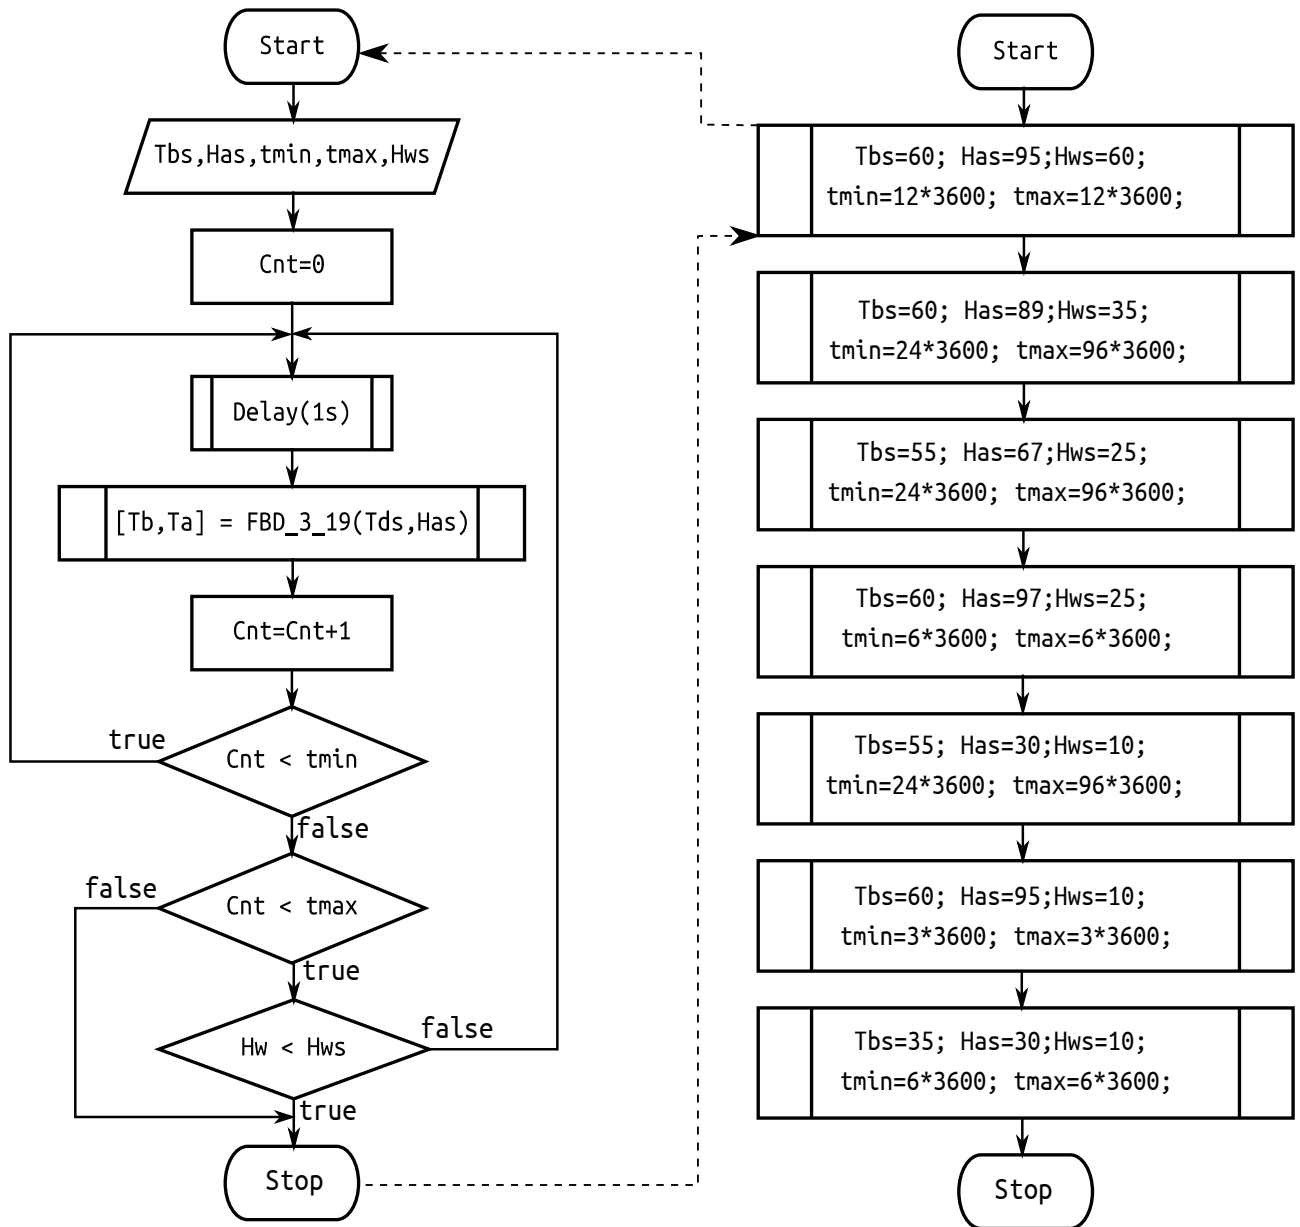 Start
Tbs,Has,tmin,tmax,Hws
Cnt=0
Delay(1s)
[Tb,Ta] = FBD_3_19(Tds,Has)
Cnt=Cnt+1
true
Cnt < tmin
false
false
Cnt < tmax
true
false
Hw < Hws
true
Stop
Start
Tbs=60; Has=95;Hws=60;
tmin=12*3600; tmax=12*3600;
Tbs=60; Has=89;Hws=35;
tmin=24*3600; tmax=96*3600;
Tbs=55; Has=67;Hws=25;
tmin=24*3600; tmax=96*3600;
Tbs=60; Has=97;Hws=25;
tmin=6*3600; tmax=6*3600;
Tbs=55; Has=30;Hws=10;
tmin=24*3600; tmax=96*3600;
Tbs=60; Has=95;Hws=10;
tmin=3*3600; tmax=3*3600;
Tbs=35; Has=30;Hws=10;
tmin=6*3600; tmax=6*3600;
Stop